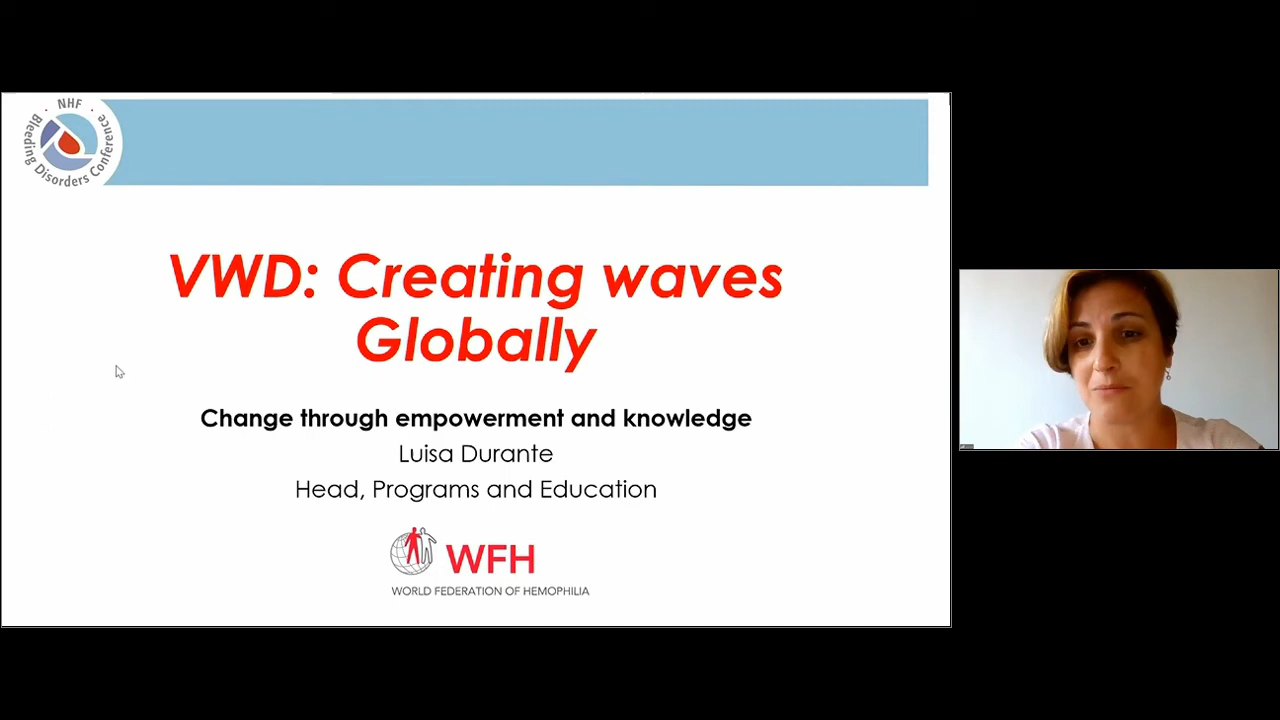 · NHF ·
Bleeding Disorders Conference
VWD: Creating waves
Globally
Change through empowerment and knowledge
Luisa Durante
Head, Programs and Education
WFH
WORLD FEDERATION OF HEMOPHILIA